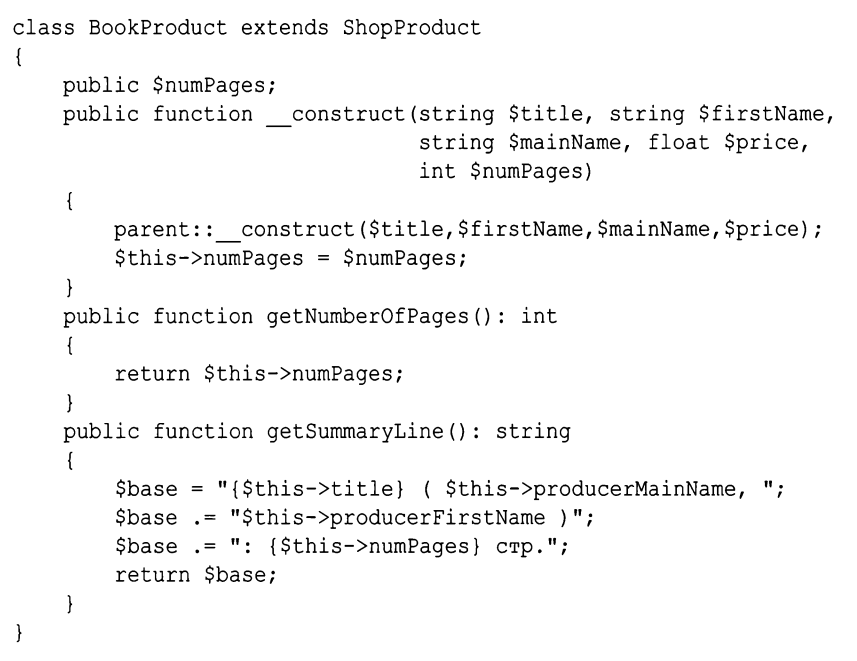 class BookProduct extends ShopProduct
{
    public $numPages;
    public function __construct(string $title, string $firstName,
                                string $mainName, float $price,
                                int $numPages)
    {
        parent::__construct($title,$firstName,$mainName,$price);
        $this->numPages = $numPages;
    }
    public function getNumberOfPages(): int
    {
        return $this->numPages;
    }
    public function getSummaryLine(): string
    {
        $base = "{$this->title} ( $this->producerMainName, ";
        $base .= "$this->producerFirstName )";
        $base .= ": {$this->numPages} стр.";
        return $base;
    }
}